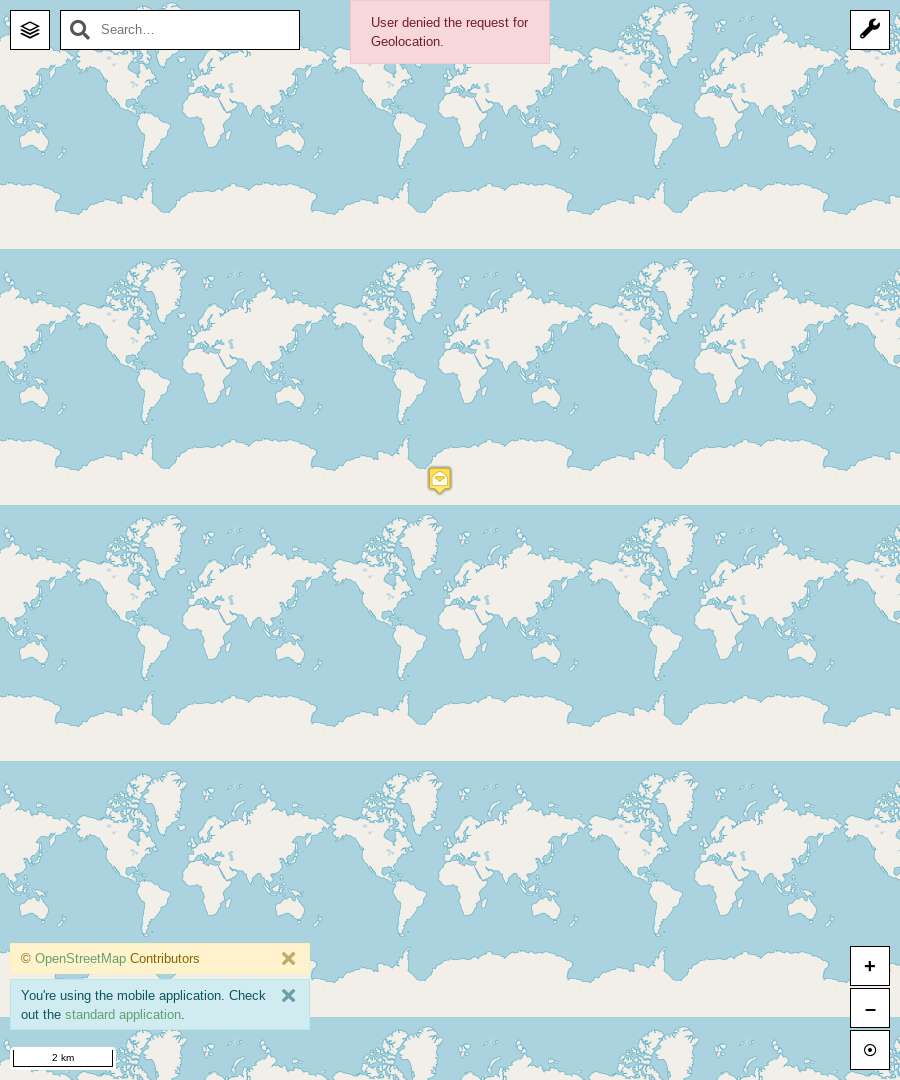 Search…
User denied the request for
Geolocation.
© OpenStreetMap Contributors
You're using the mobile application. Check
out the standard application.
2 km